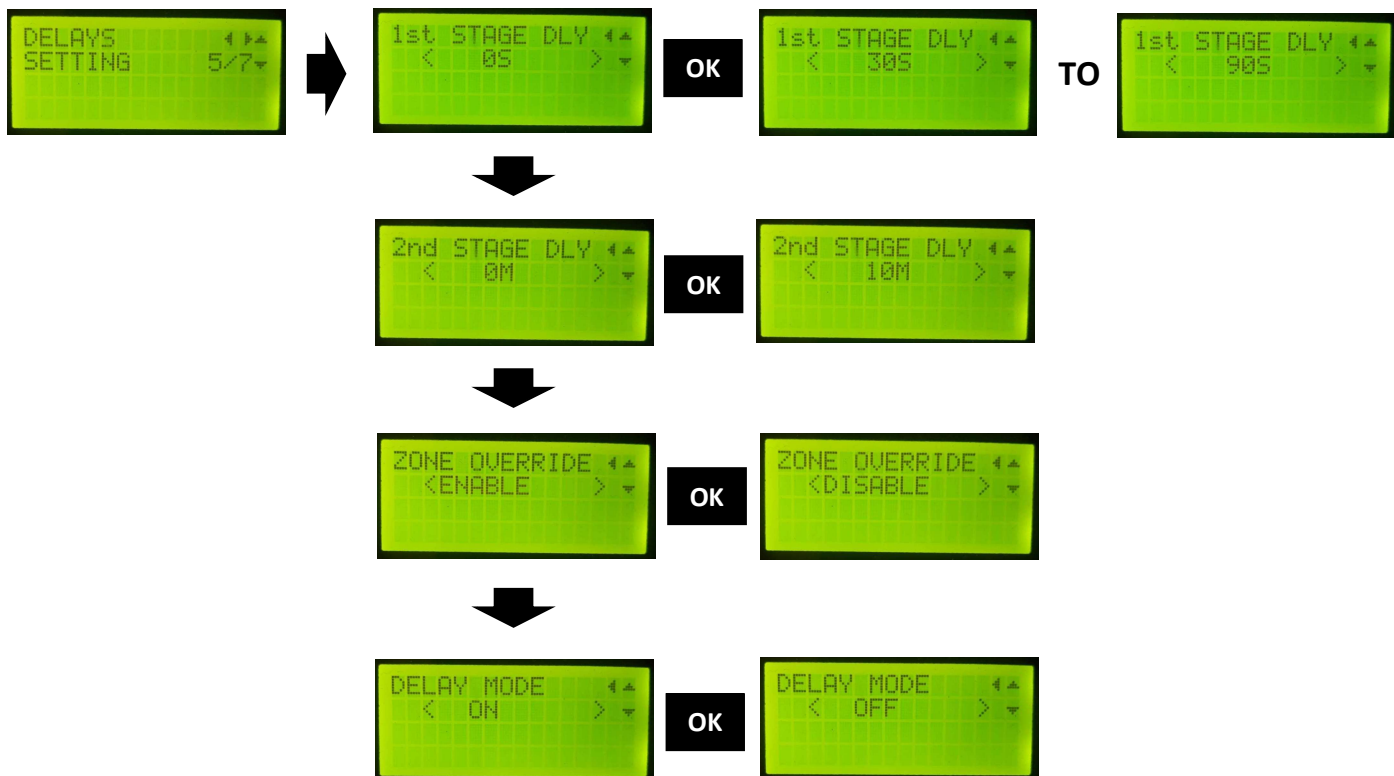 DELAYS
SETTING 5/7
1st STAGE DLY
< 0S >
OK
1st STAGE DLY
< 30S >
TO
1st STAGE DLY
< 90S >
2nd STAGE DLY
< 0M >
OK
2nd STAGE DLY
< 10M >
ZONE OVERRIDE
<ENABLE >
OK
ZONE OVERRIDE
<DISABLE >
DELAY MODE
< ON >
OK
DELAY MODE
< OFF >